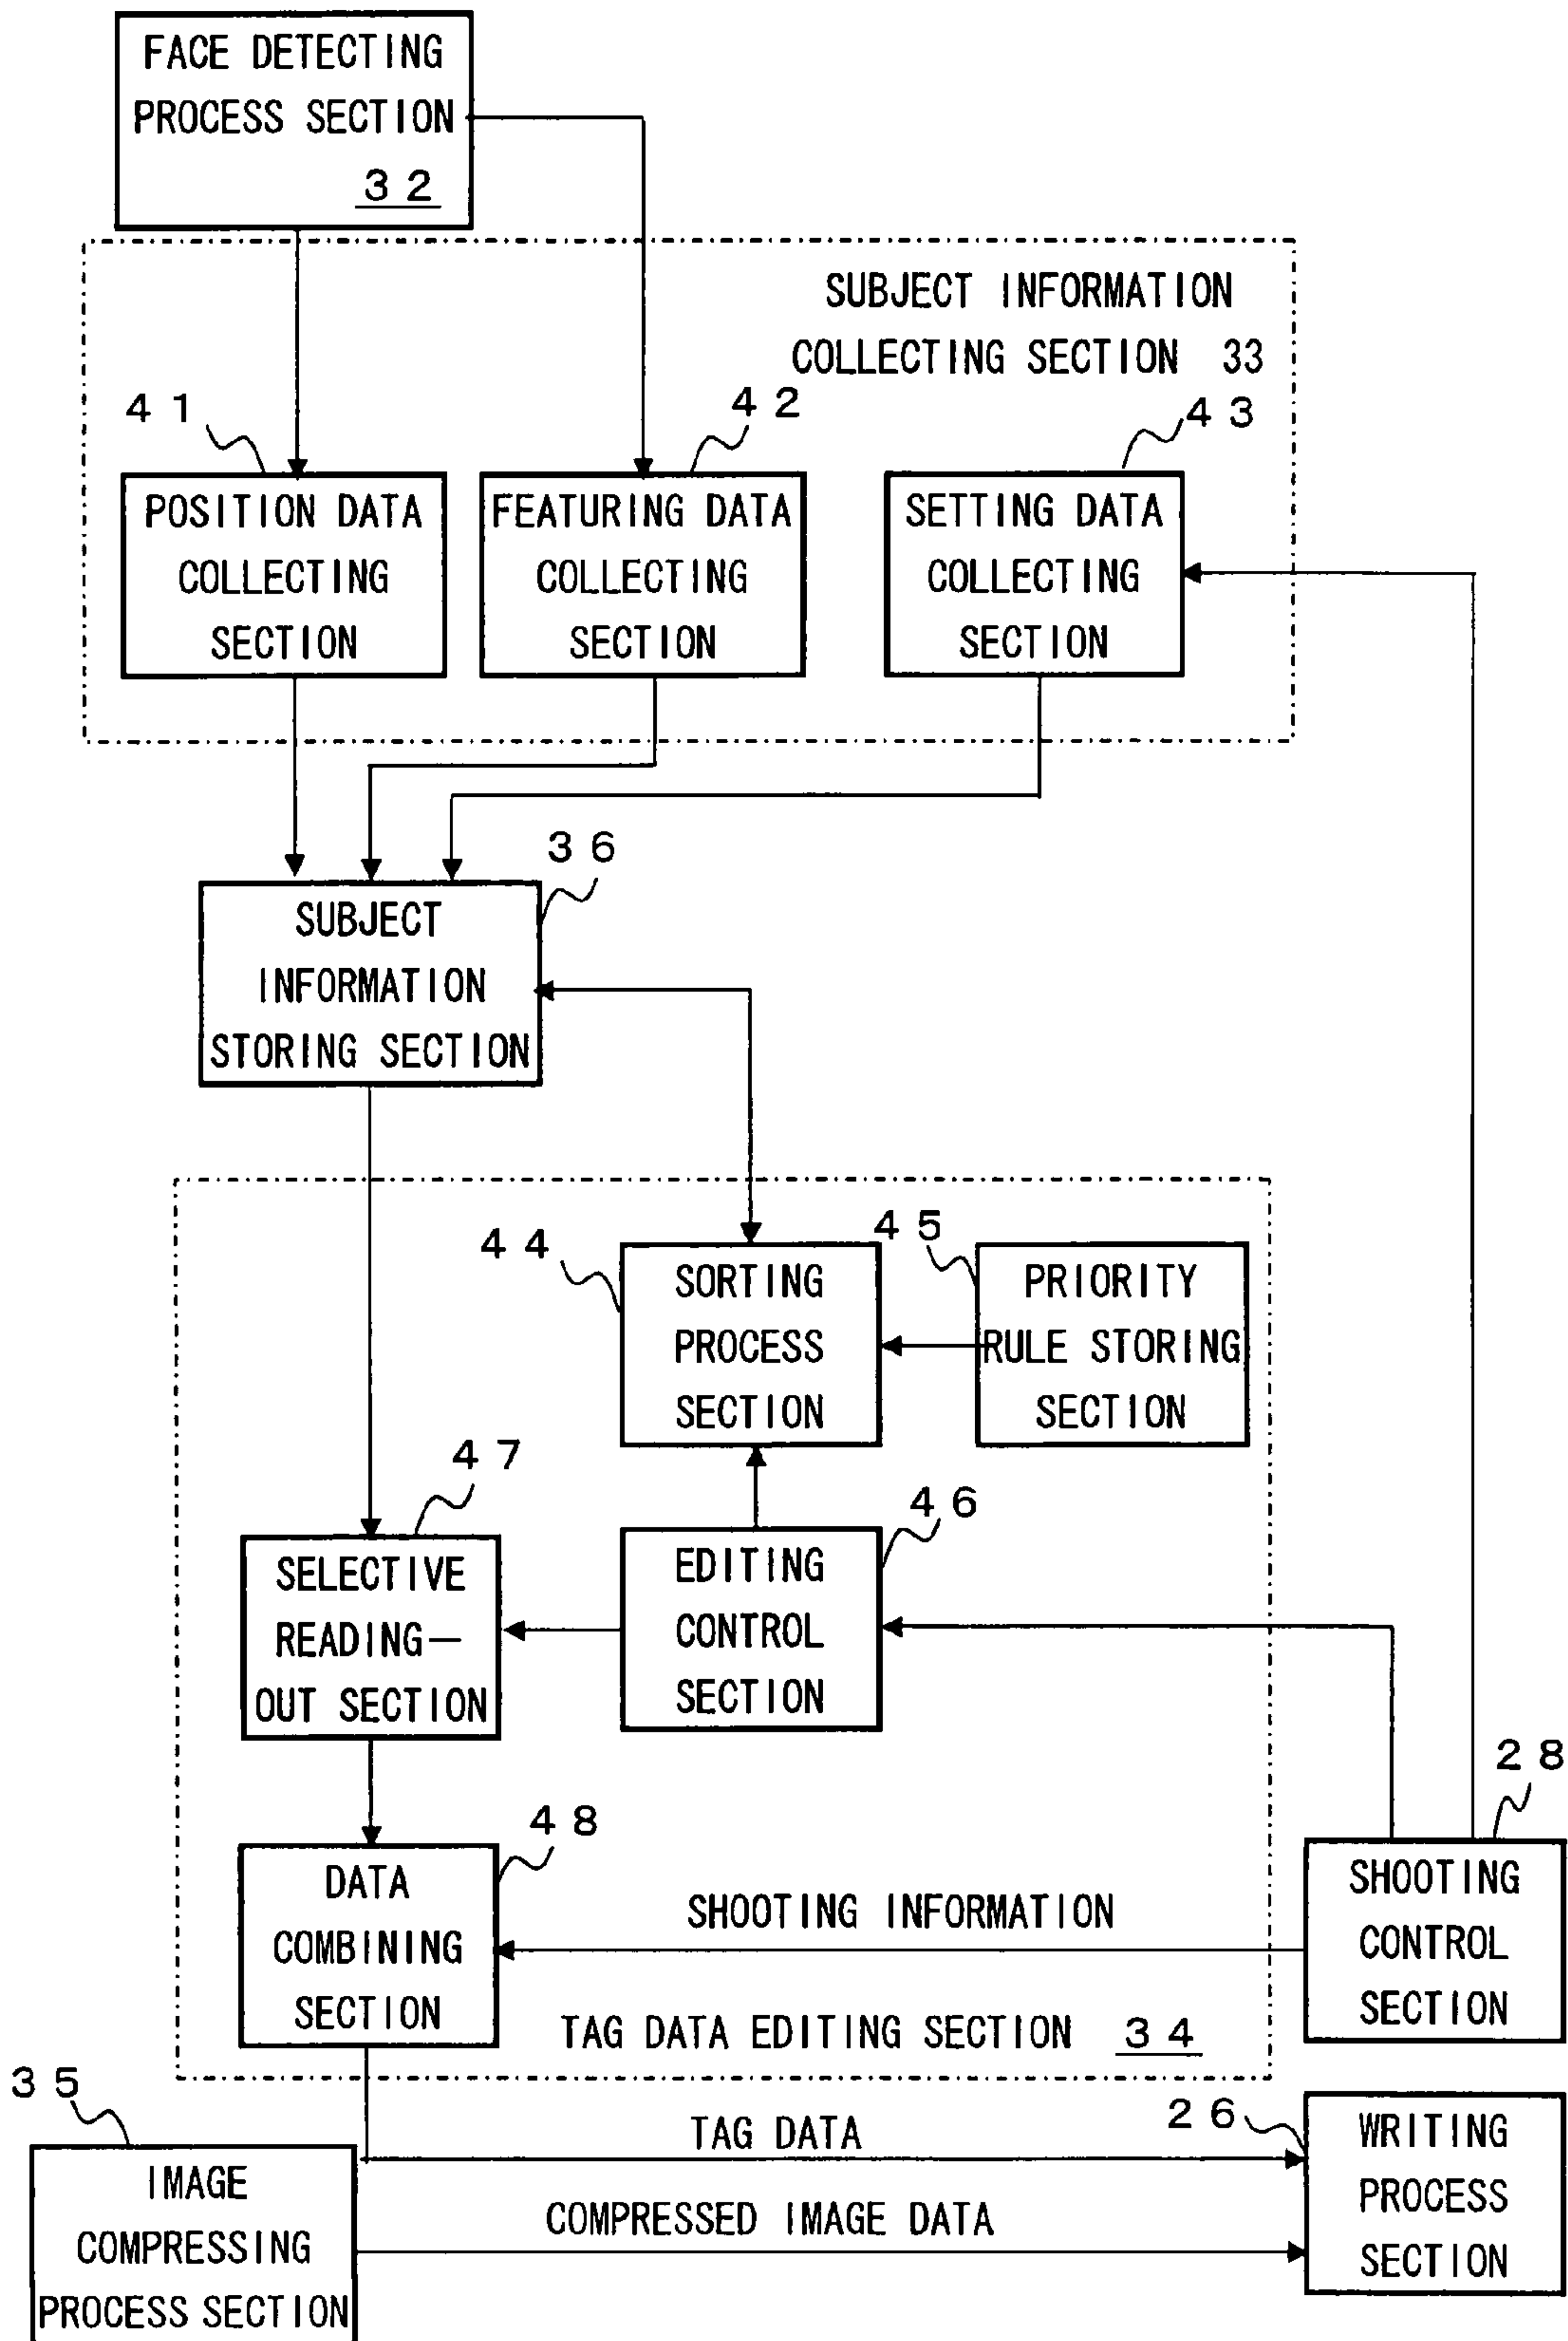 FACE DETECTING
PROCESS SECTION
32
SUBJECT INFORMATION
COLLECTING SECTION 33
41
42
43
POSITION DATA
COLLECTING
SECTION
FEATURING DATA
COLLECTING
SECTION
SETTING DATA
COLLECTING
SECTION
36
SUBJECT
INFORMATION
STORING SECTION
44
SORTING
PROCESS
SECTION
45
PRIORITY
RULE STORING
SECTION
47
SELECTIVE
READING—
OUT SECTION
46
EDITING
CONTROL
SECTION
28
SHOOTING
CONTROL
SECTION
48
DATA
COMBINING
SECTION
SHOOTING INFORMATION
TAG DATA EDITING SECTION 34
35
IMAGE
COMPRESSING
PROCESS SECTION
TAG DATA
COMPRESSED IMAGE DATA
26
WRITING
PROCESS
SECTION